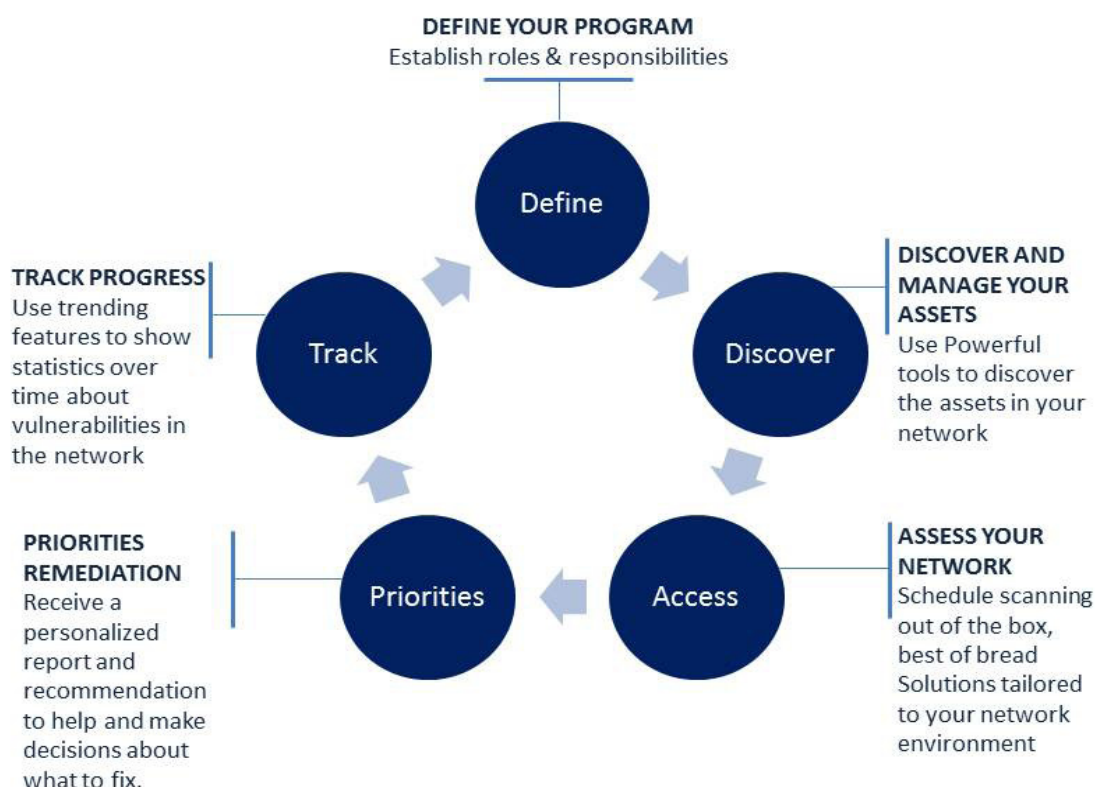 DEFINE YOUR PROGRAM
Establish roles & responsibilities
Define
DISCOVER AND
MANAGE YOUR
ASSETS
Use Powerful
tools to discover
the assets in your
network
Discover
ASSESS YOUR
NETWORK
Schedule scanning
out of the box,
best of bread
Solutions tailored
to your network
environment
Access
PRIORITIES
REMEDIATION
Receive a
personalized
report and
recommendation
to help and make
decisions about
what to fix.
Priorities
TRACK PROGRESS
Use trending
features to show
statistics over
time about
vulnerabilities in
the network
Track